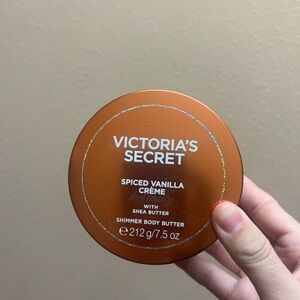 VICTORIA'S
SECRET
SPICED VANILLA
CRÈME
WITH
SHEA BUTTER
SHIMMER BODY BUTTER
℮ 212 g/7.5 oz